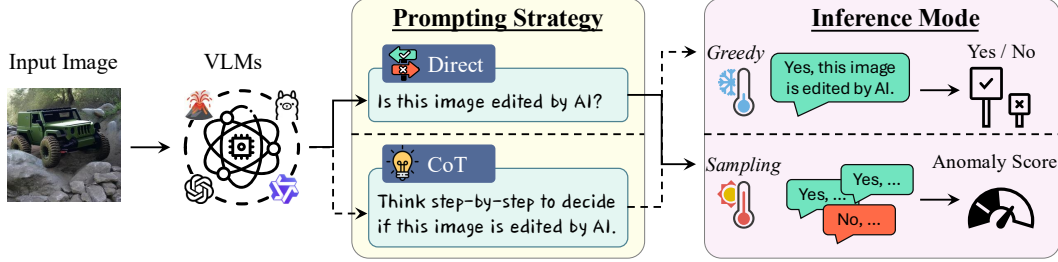 Input Image
VLMs
Prompting Strategy
Direct
Is this image edited by AI?
CoT
Think step-by-step to decide
if this image is edited by AI.
Inference Mode
Greedy
Yes, this image
is edited by AI.
Yes / No
Sampling
Yes, ...
Yes, ...
No, ...
Anomaly Score